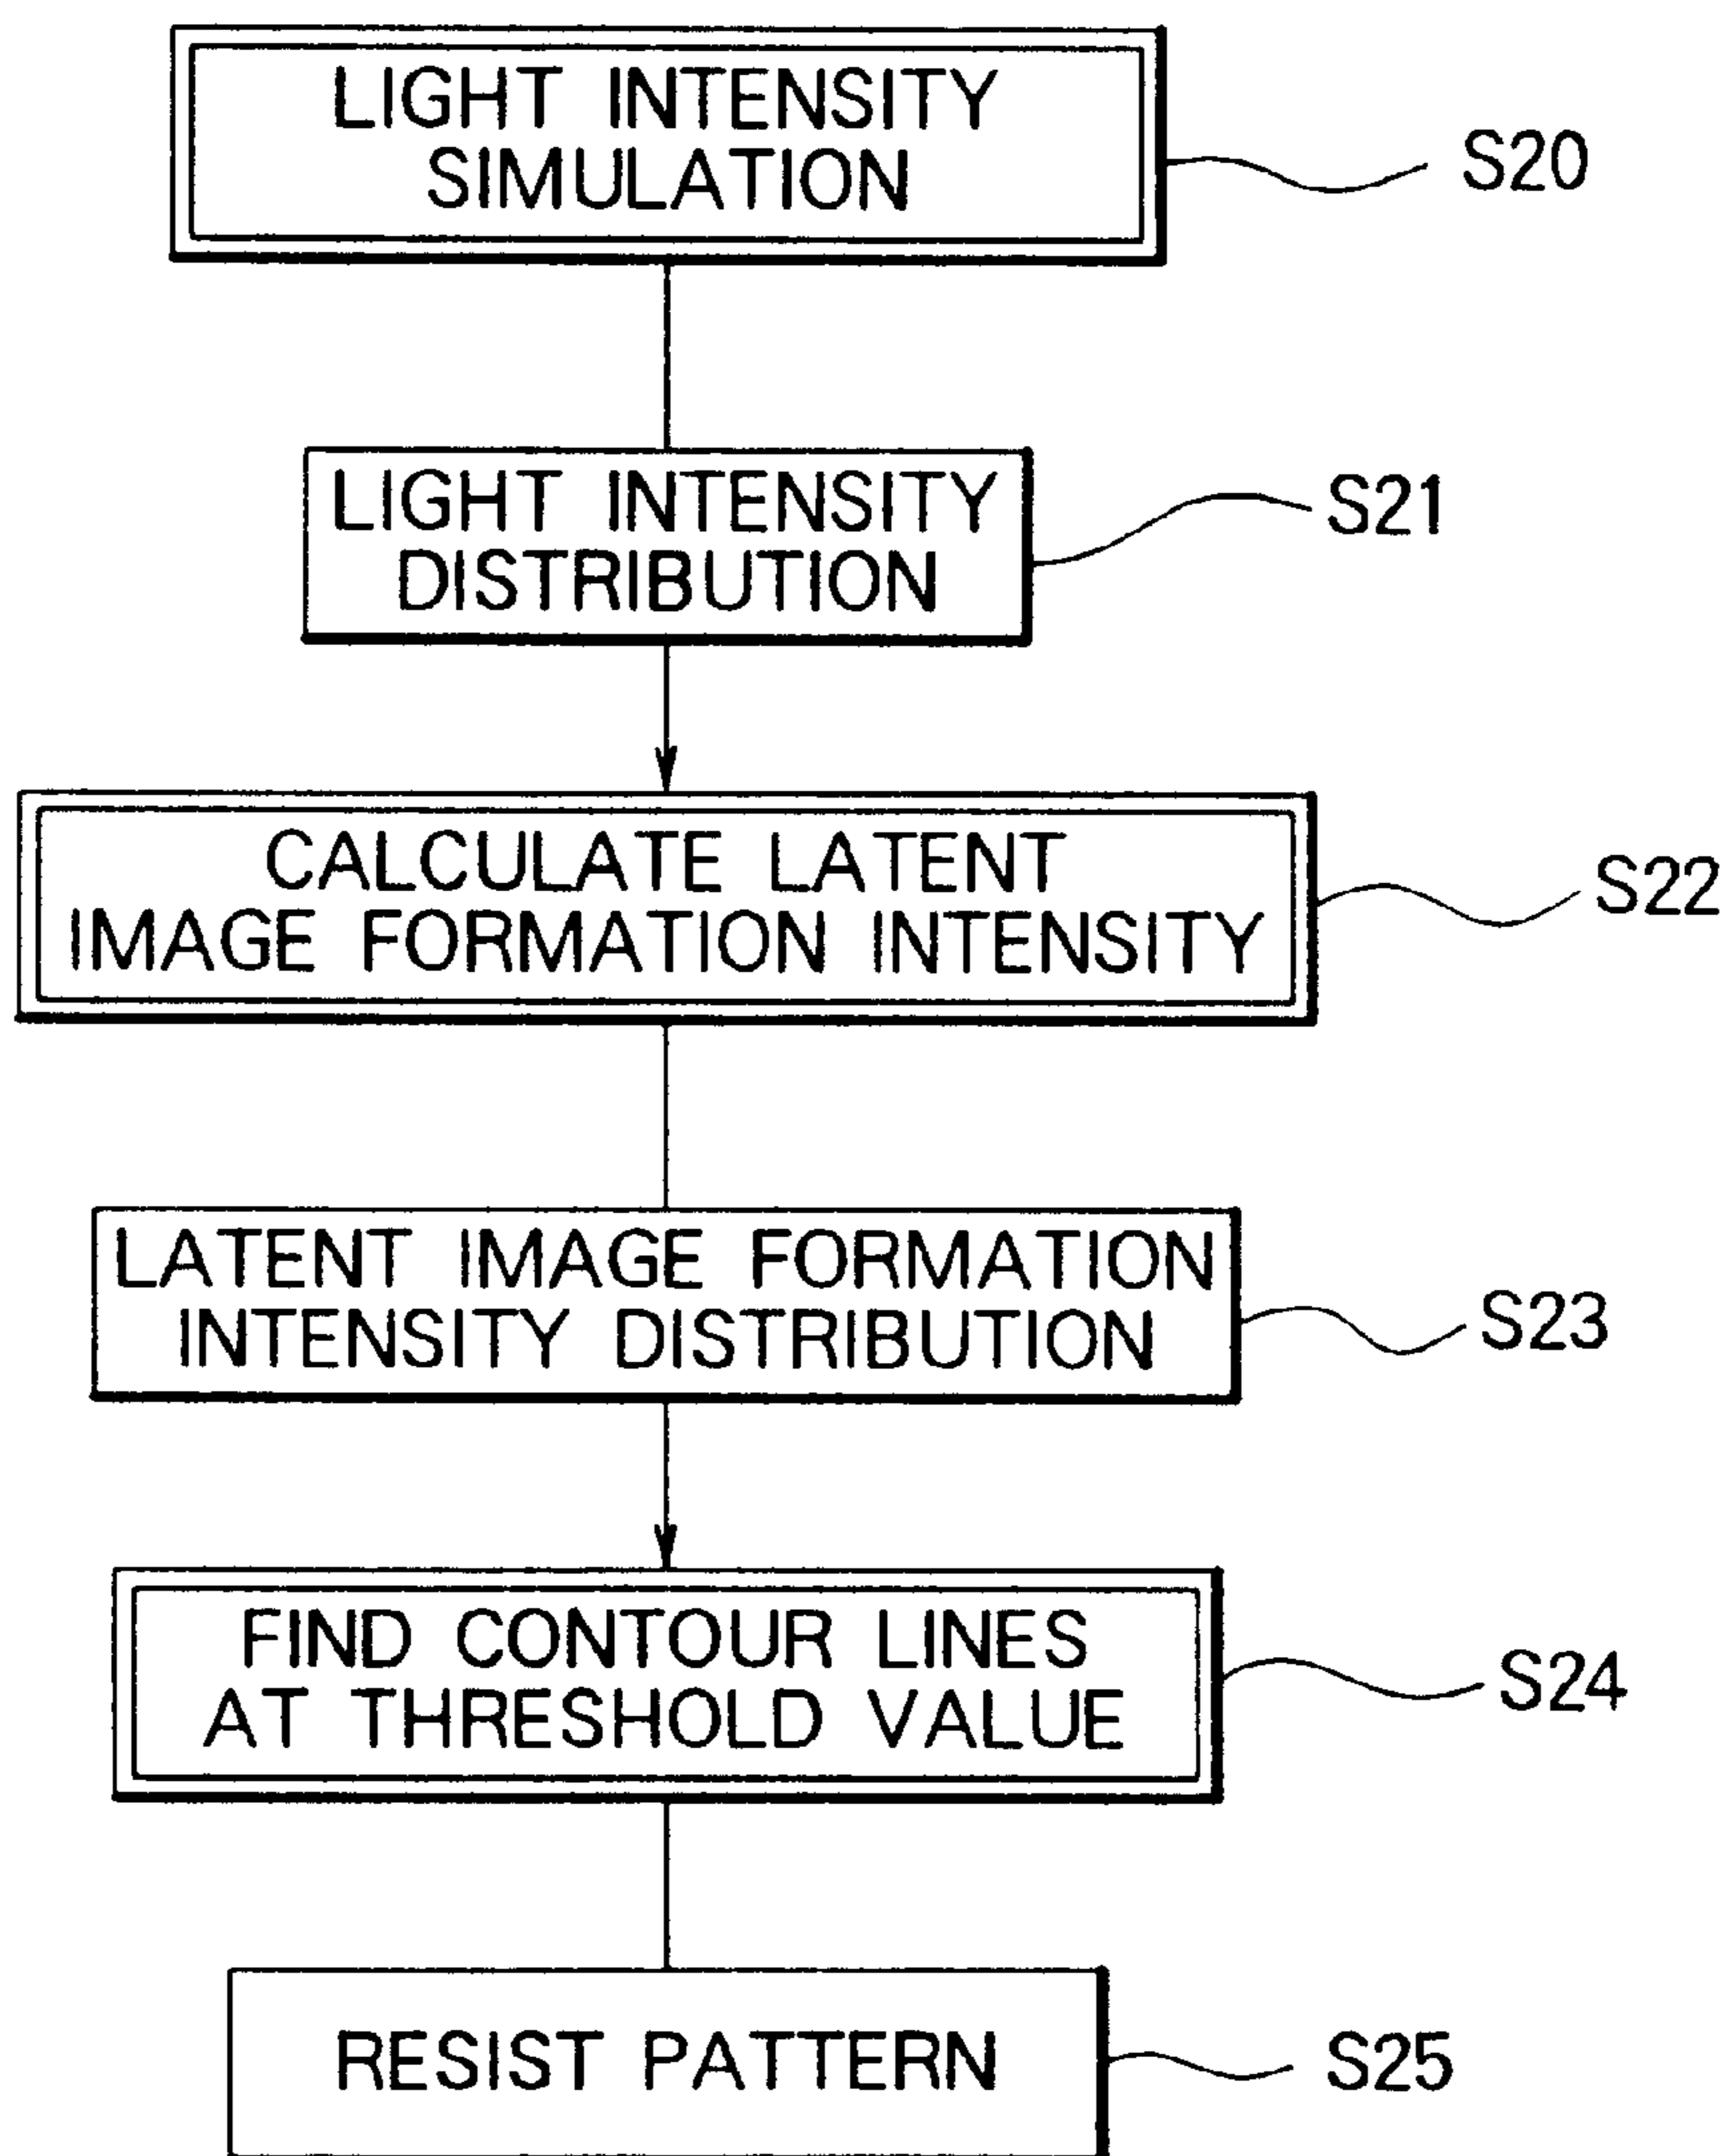 LIGHT INTENSITY
SIMULATION
S20
LIGHT INTENSITY
DISTRIBUTION
S21
CALCULATE LATENT
IMAGE FORMATION INTENSITY
S22
LATENT IMAGE FORMATION
INTENSITY DISTRIBUTION
S23
FIND CONTOUR LINES
AT THRESHOLD VALUE
S24
RESIST PATTERN
S25